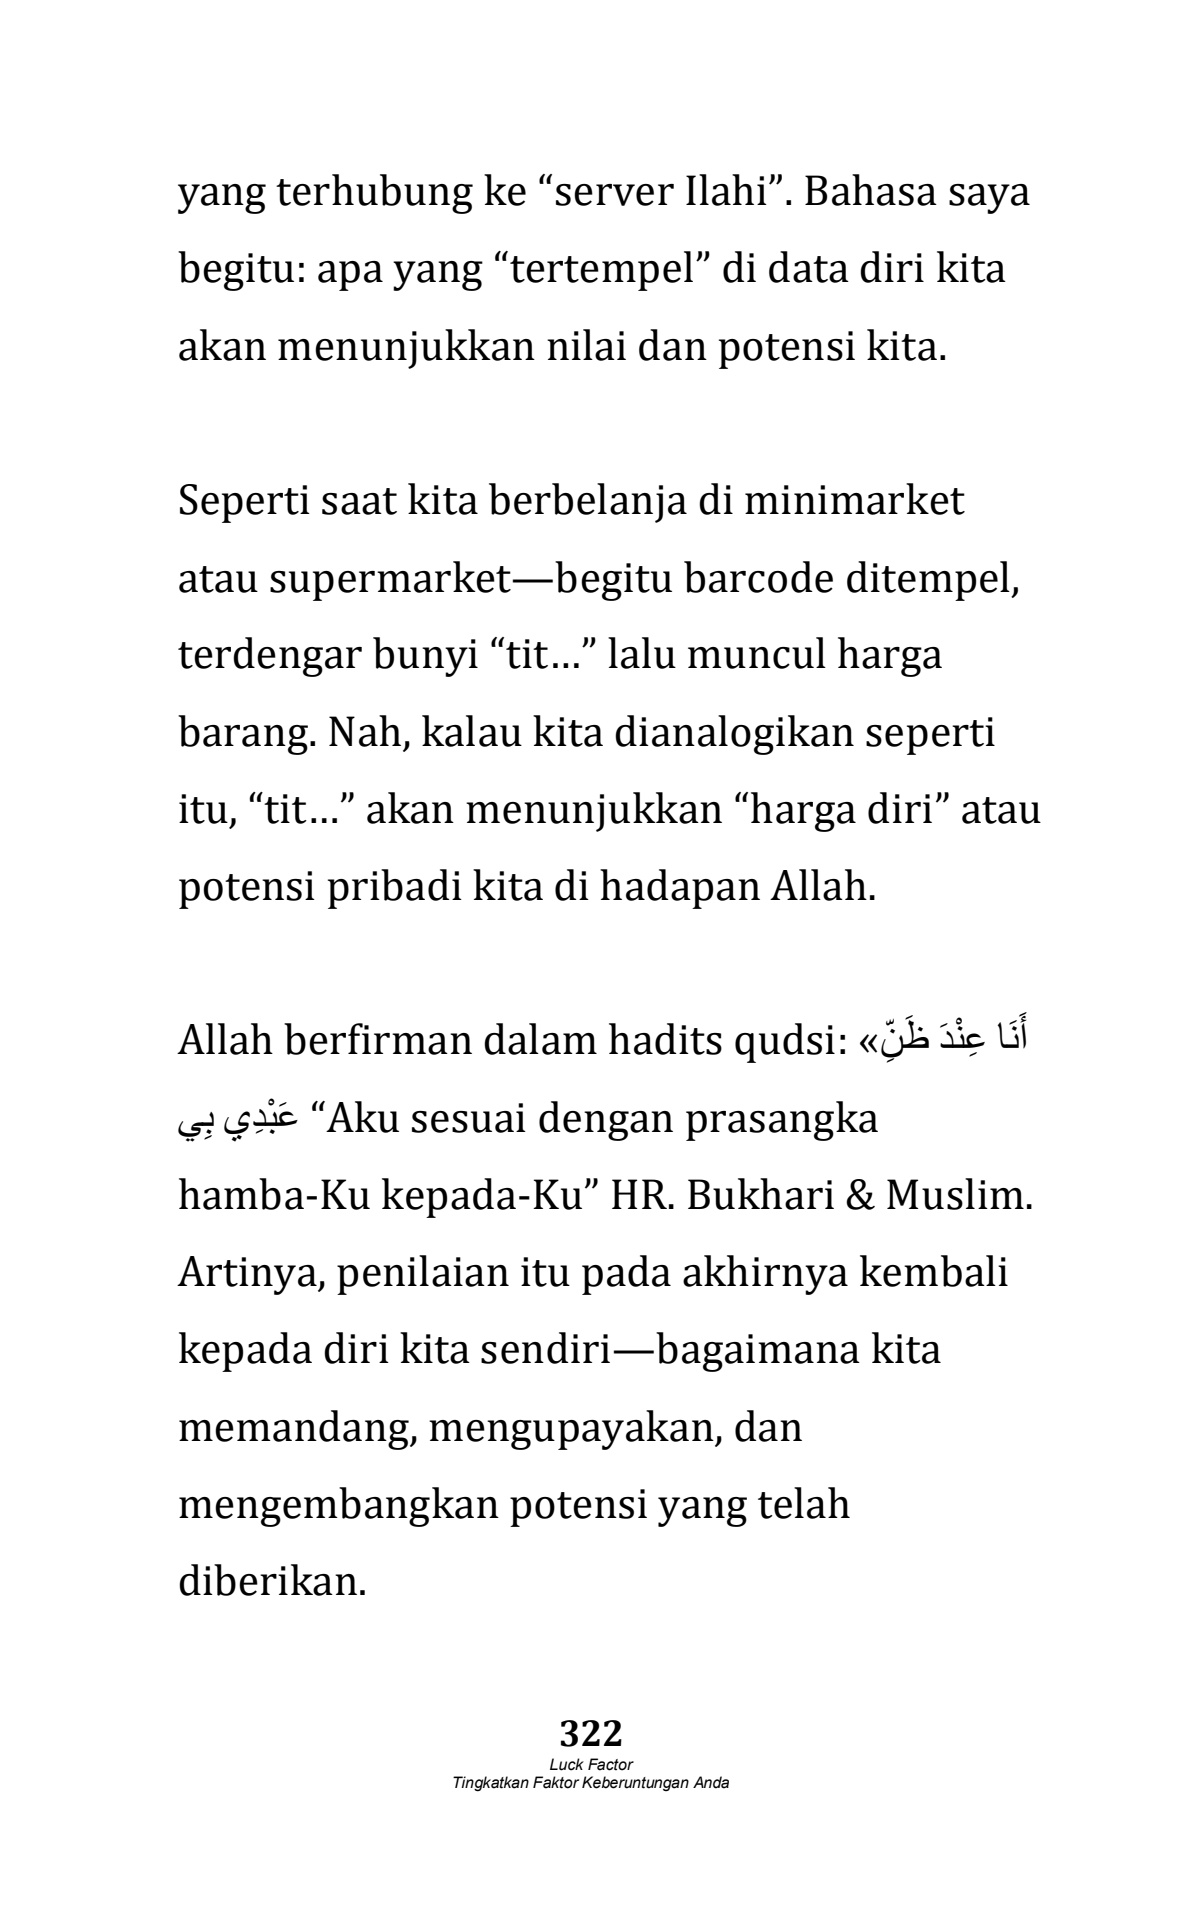 yang terhubung ke “server Ilahi”. Bahasa saya
begitu: apa yang “tertempel” di data diri kita
akan menunjukkan nilai dan potensi kita.
Seperti saat kita berbelanja di minimarket
atau supermarket—begitu barcode ditempel,
terdengar bunyi “tit…” lalu muncul harga
barang. Nah, kalau kita dianalogikan seperti
itu, “tit…” akan menunjukkan “harga diri” atau
potensi pribadi kita di hadapan Allah.
Allah berfirman dalam hadits qudsi: «أَنَا عِنْدَ ظَنِّ
عَبْدِي بِي “Aku sesuai dengan prasangka
hamba-Ku kepada-Ku” HR. Bukhari & Muslim.
Artinya, penilaian itu pada akhirnya kembali
kepada diri kita sendiri—bagaimana kita
memandang, mengupayakan, dan
mengembangkan potensi yang telah
diberikan.
322
Luck Factor
Tingkatkan Faktor Keberuntungan Anda